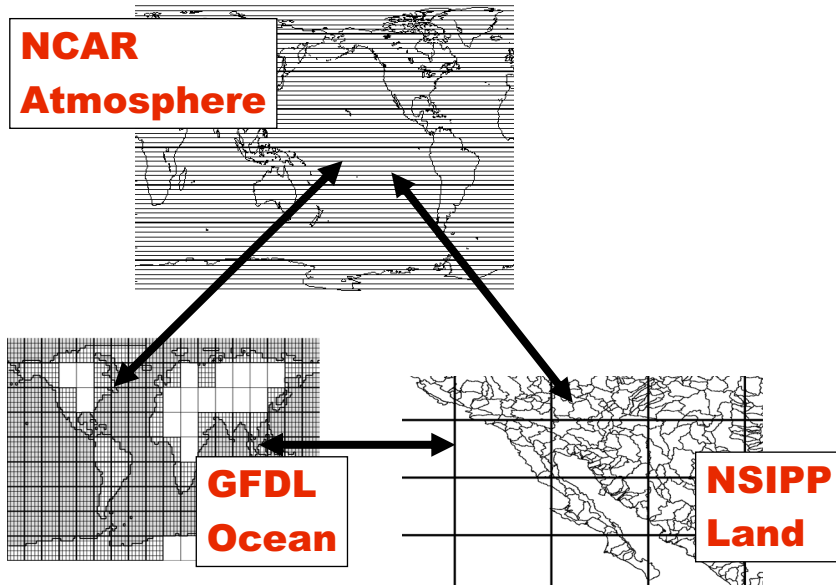 NCAR
Atmosphere
GFDL
Ocean
NSIPP
Land